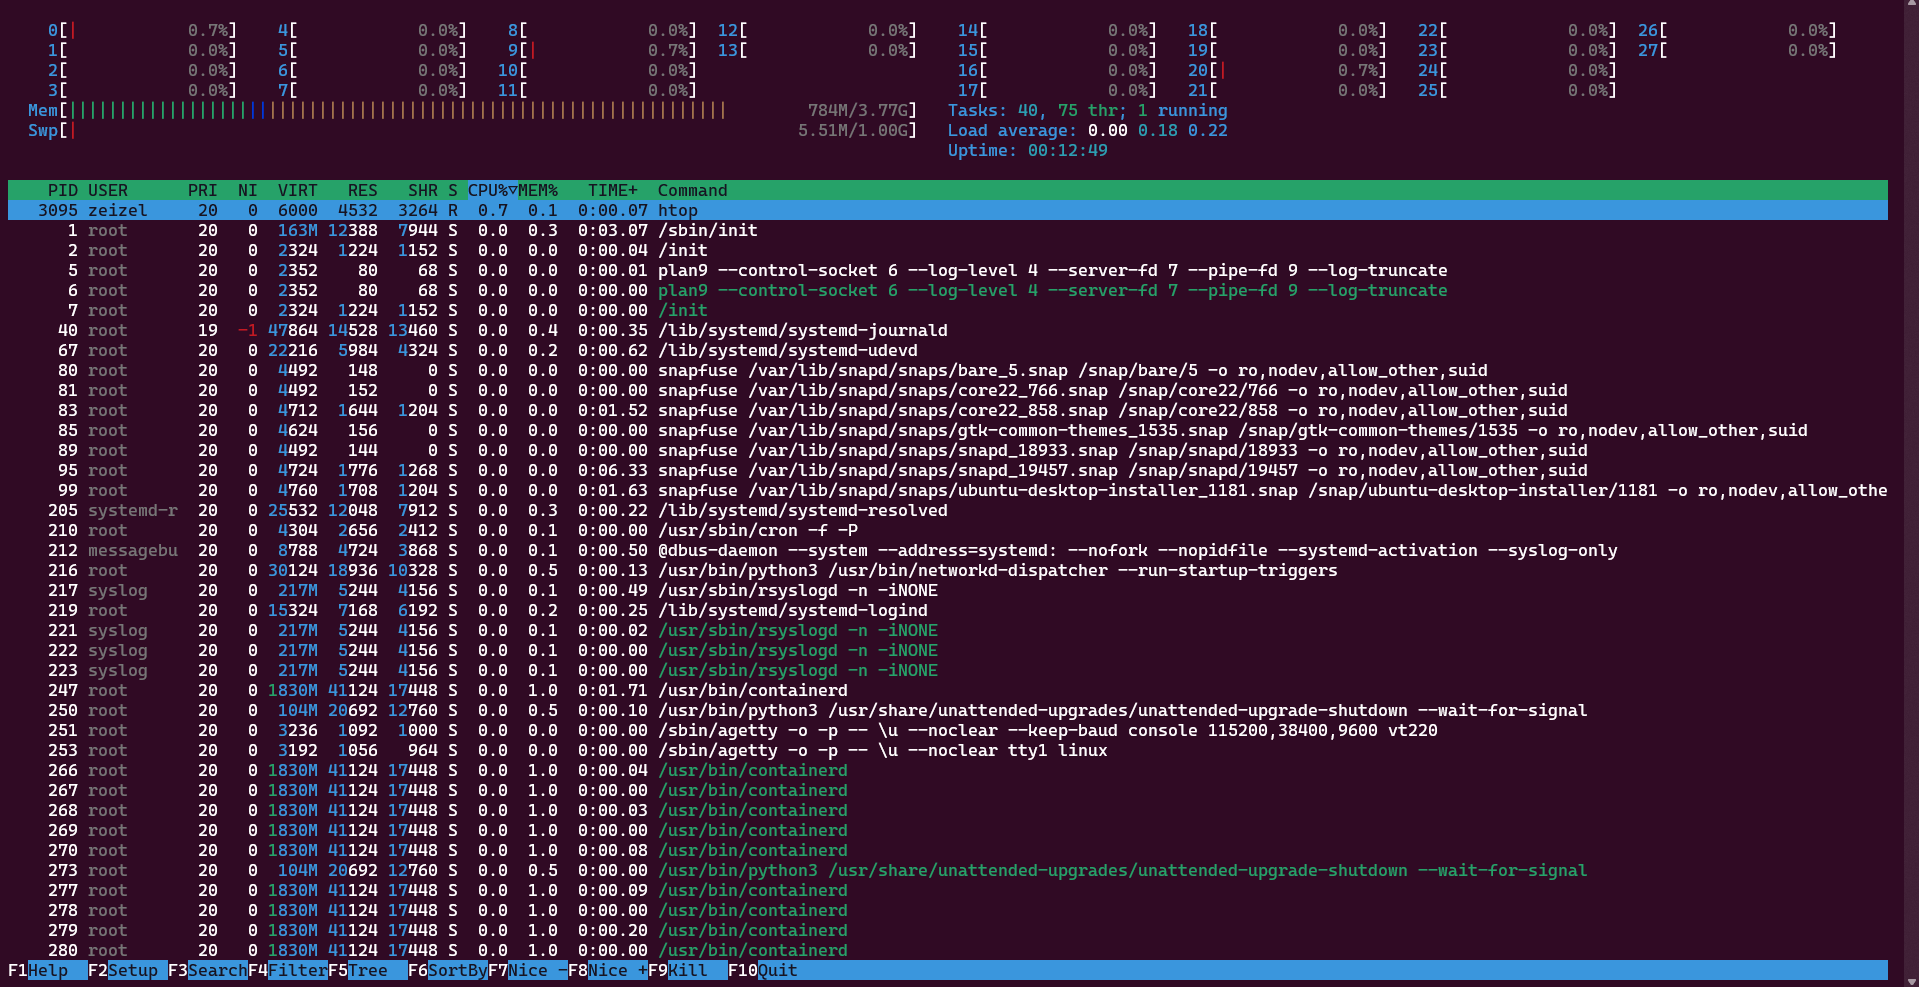 0[| 0.7%] 4[ 0.0%] 8[ 0.0%] 12[ 0.0%] 14[ 0.0%] 18[ 0.0%] 22[ 0.0%] 26[ 0.0%]
1[ 0.0%] 5[ 0.0%] 9[| 0.7%] 13[ 0.0%] 15[ 0.0%] 19[ 0.0%] 23[ 0.0%] 27[ 0.0%]
2[ 0.0%] 6[ 0.0%] 10[ 0.0%] 16[ 0.0%] 20[| 0.7%] 24[ 0.0%]
3[ 0.0%] 7[ 0.0%] 11[ 0.0%] 17[ 0.0%] 21[ 0.0%] 25[ 0.0%]
Mem[||||||||||||||||||||||||||||||||||||||||||||||||||||||||||||||||||784M/3.77G] Tasks: 40, 75 thr; 1 running
Swp[| 5.51M/1.00G] Load average: 0.00 0.18 0.22
Uptime: 00:12:49
PID USER PRI NI VIRT RES SHR S CPU%▽MEM% TIME+ Command
3095 zeizel 20 0 6000 4532 3264 R 0.7 0.1 0:00.07 htop
1 root 20 0 163M 12388 7944 S 0.0 0.3 0:03.07 /sbin/init
2 root 20 0 2324 1224 1152 S 0.0 0.0 0:00.04 /init
5 root 20 0 2352 80 68 S 0.0 0.0 0:00.01 plan9 --control-socket 6 --log-level 4 --server-fd 7 --pipe-fd 9 --log-truncate
6 root 20 0 2352 80 68 S 0.0 0.0 0:00.00 plan9 --control-socket 6 --log-level 4 --server-fd 7 --pipe-fd 9 --log-truncate
7 root 20 0 2324 1224 1152 S 0.0 0.0 0:00.00 /init
40 root 19 -1 47864 14528 13460 S 0.0 0.4 0:00.35 /lib/systemd/systemd-journald
67 root 20 0 22216 5984 4324 S 0.0 0.2 0:00.62 /lib/systemd/systemd-udevd
80 root 20 0 4492 148 0 S 0.0 0.0 0:00.00 snapfuse /var/lib/snapd/snaps/bare_5.snap /snap/bare/5 -o ro,nodev,allow_other,suid
81 root 20 0 4492 152 0 S 0.0 0.0 0:00.00 snapfuse /var/lib/snapd/snaps/core22_766.snap /snap/core22/766 -o ro,nodev,allow_other,suid
83 root 20 0 4712 1644 1204 S 0.0 0.0 0:01.52 snapfuse /var/lib/snapd/snaps/core22_858.snap /snap/core22/858 -o ro,nodev,allow_other,suid
85 root 20 0 4624 156 0 S 0.0 0.0 0:00.00 snapfuse /var/lib/snapd/snaps/gtk-common-themes_1535.snap /snap/gtk-common-themes/1535 -o ro,nodev,allow_other,suid
89 root 20 0 4492 144 0 S 0.0 0.0 0:00.00 snapfuse /var/lib/snapd/snaps/snapd_18933.snap /snap/snapd/18933 -o ro,nodev,allow_other,suid
95 root 20 0 4724 1776 1268 S 0.0 0.0 0:06.33 snapfuse /var/lib/snapd/snaps/snapd_19457.snap /snap/snapd/19457 -o ro,nodev,allow_other,suid
99 root 20 0 4760 1708 1204 S 0.0 0.0 0:01.63 snapfuse /var/lib/snapd/snaps/ubuntu-desktop-installer_1181.snap /snap/ubuntu-desktop-installer/1181 -o ro,nodev,allow_othe
205 systemd-r 20 0 25532 12048 7912 S 0.0 0.3 0:00.22 /lib/systemd/systemd-resolved
210 root 20 0 4304 2656 2412 S 0.0 0.1 0:00.00 /usr/sbin/cron -f -P
212 messagebu 20 0 8788 4724 3868 S 0.0 0.1 0:00.50 @dbus-daemon --system --address=systemd: --nofork --nopidfile --systemd-activation --syslog-only
216 root 20 0 30124 18936 10328 S 0.0 0.5 0:00.13 /usr/bin/python3 /usr/bin/networkd-dispatcher --run-startup-triggers
217 syslog 20 0 217M 5244 4156 S 0.0 0.1 0:00.49 /usr/sbin/rsyslogd -n -iNONE
219 root 20 0 15324 7168 6192 S 0.0 0.2 0:00.25 /lib/systemd/systemd-logind
221 syslog 20 0 217M 5244 4156 S 0.0 0.1 0:00.02 /usr/sbin/rsyslogd -n -iNONE
222 syslog 20 0 217M 5244 4156 S 0.0 0.1 0:00.00 /usr/sbin/rsyslogd -n -iNONE
223 syslog 20 0 217M 5244 4156 S 0.0 0.1 0:00.00 /usr/sbin/rsyslogd -n -iNONE
247 root 20 0 1830M 41124 17448 S 0.0 1.0 0:01.71 /usr/bin/containerd
250 root 20 0 104M 20692 12760 S 0.0 0.5 0:00.10 /usr/bin/python3 /usr/share/unattended-upgrades/unattended-upgrade-shutdown --wait-for-signal
251 root 20 0 3236 1092 1000 S 0.0 0.0 0:00.00 /sbin/agetty -o -p -- \u --noclear --keep-baud console 115200,38400,9600 vt220
253 root 20 0 3192 1056 964 S 0.0 0.0 0:00.00 /sbin/agetty -o -p -- \u --noclear tty1 linux
266 root 20 0 1830M 41124 17448 S 0.0 1.0 0:00.04 /usr/bin/containerd
267 root 20 0 1830M 41124 17448 S 0.0 1.0 0:00.00 /usr/bin/containerd
268 root 20 0 1830M 41124 17448 S 0.0 1.0 0:00.03 /usr/bin/containerd
269 root 20 0 1830M 41124 17448 S 0.0 1.0 0:00.00 /usr/bin/containerd
270 root 20 0 1830M 41124 17448 S 0.0 1.0 0:00.08 /usr/bin/containerd
273 root 20 0 104M 20692 12760 S 0.0 0.5 0:00.00 /usr/bin/python3 /usr/share/unattended-upgrades/unattended-upgrade-shutdown --wait-for-signal
277 root 20 0 1830M 41124 17448 S 0.0 1.0 0:00.09 /usr/bin/containerd
278 root 20 0 1830M 41124 17448 S 0.0 1.0 0:00.00 /usr/bin/containerd
279 root 20 0 1830M 41124 17448 S 0.0 1.0 0:00.20 /usr/bin/containerd
280 root 20 0 1830M 41124 17448 S 0.0 1.0 0:00.00 /usr/bin/containerd
F1Help F2Setup F3SearchF4FilterF5Tree F6SortByF7Nice -F8Nice +F9Kill F10Quit